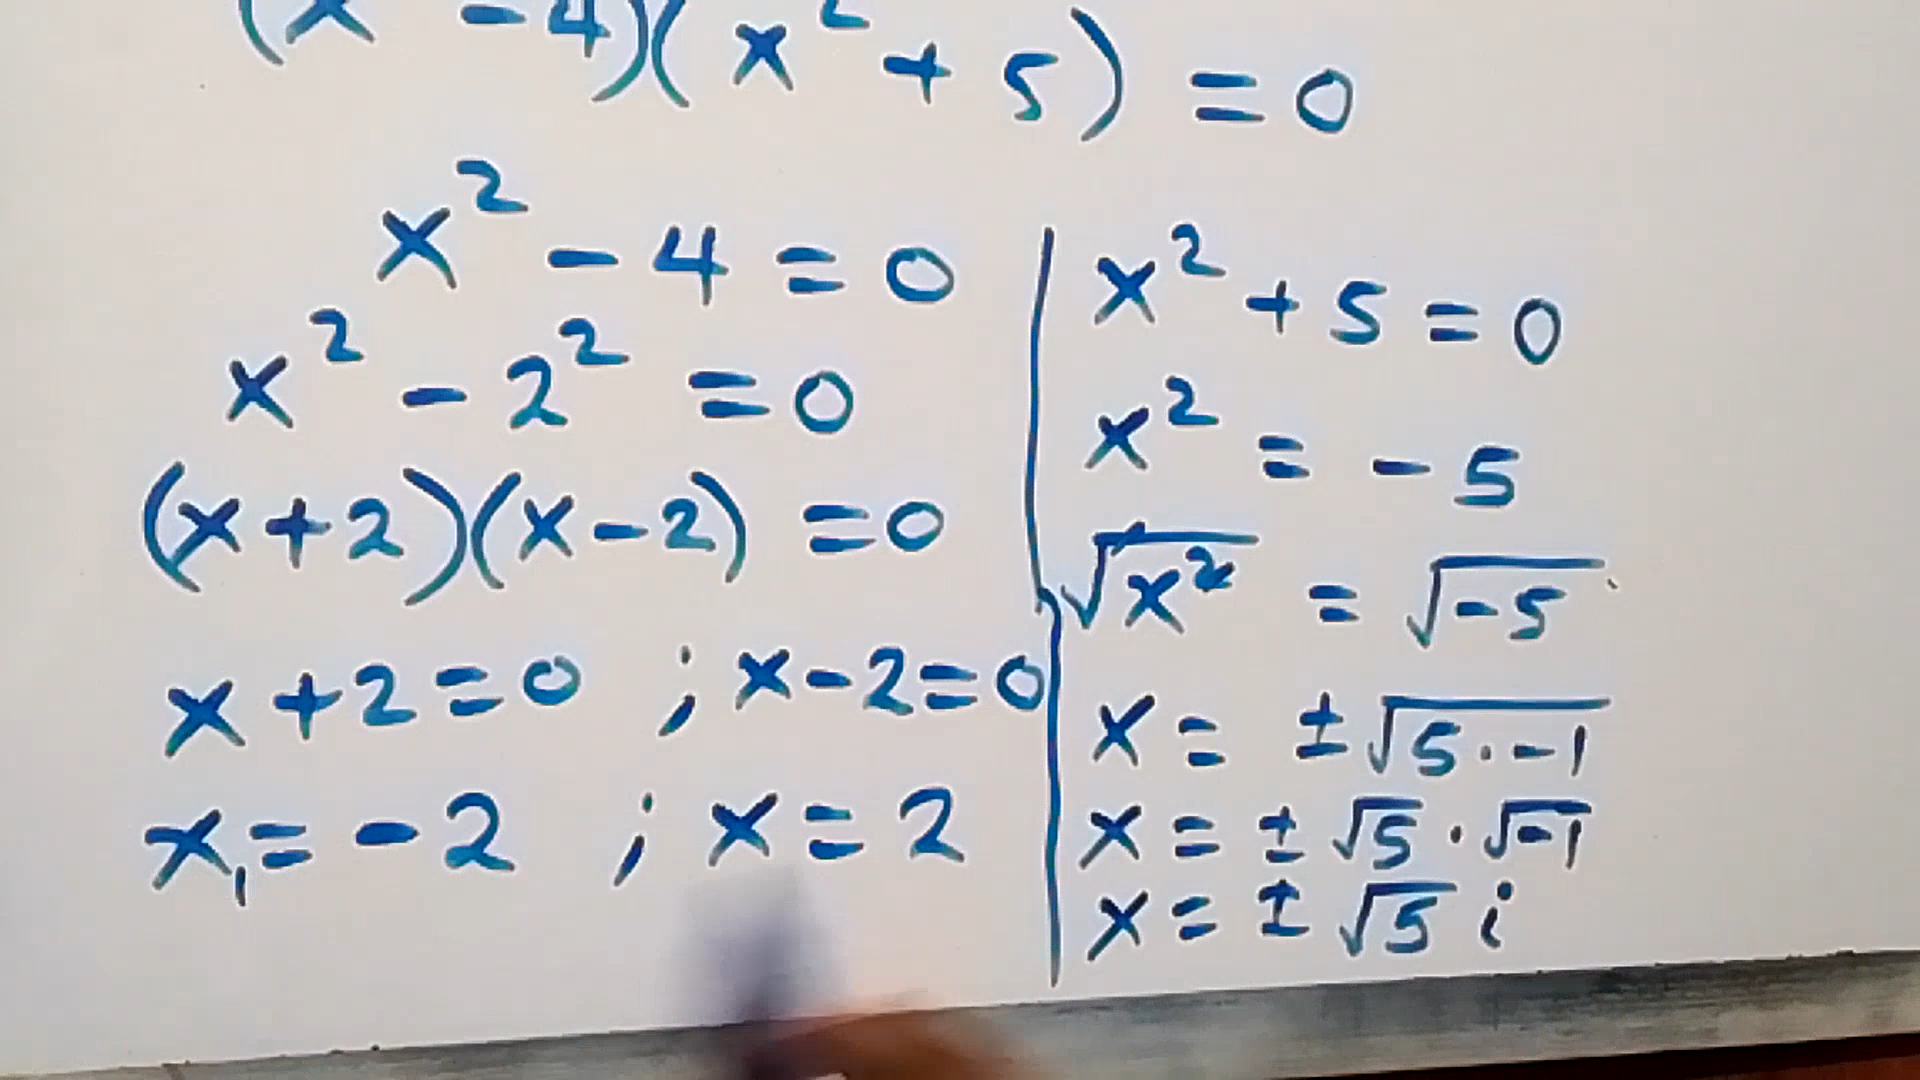 (x² - 4)(x² + 5) = 0
x² - 4 = 0
x² - 2² = 0
(x + 2)(x - 2) = 0
x + 2 = 0 ; x - 2 = 0
x₁ = -2 ; x = 2
x² + 5 = 0
x² = - 5
√x² = √-5
x = ± √5 · -1
x = ± √5 · √-1
x = ± √5 i